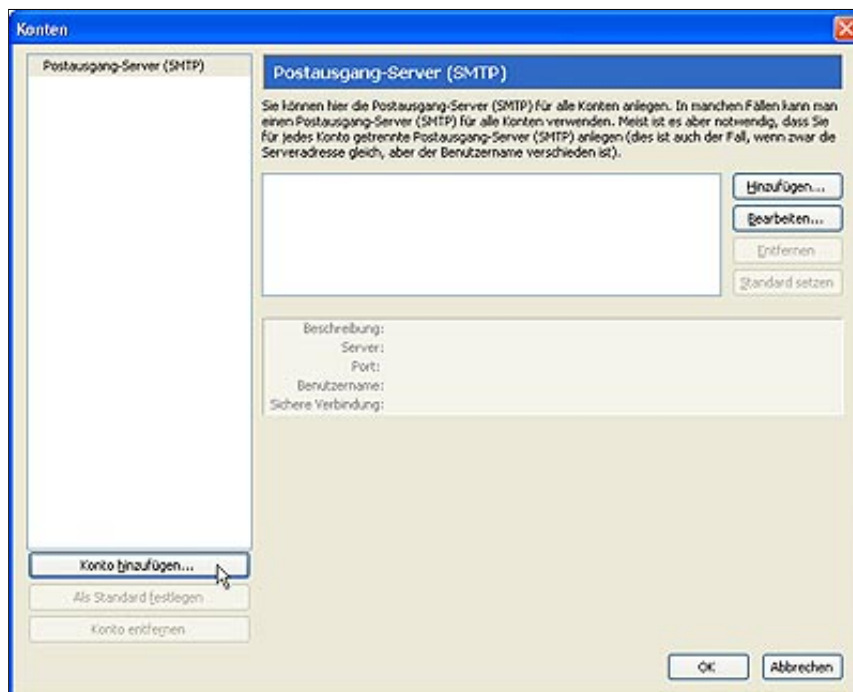 Konten
Postausgang-Server (SMTP)
Postausgang-Server (SMTP)
Sie können hier die Postausgang-Server (SMTP) für alle Konten anlegen. In manchen Fällen kann man
einen Postausgang-Server (SMTP) für alle Konten verwenden. Meist ist es aber notwendig, dass Sie
für jedes Konto getrennte Postausgang-Server (SMTP) anlegen (dies ist auch der Fall, wenn zwar die
Serveradresse gleich, aber der Benutzername verschieden ist).
Hinzufügen...
Bearbeiten...
Entfernen
Standard setzen
Beschreibung:
Server:
Port:
Benutzername:
Sichere Verbindung:
Konto hinzufügen...
Als Standard festlegen
Konto entfernen
OK
Abbrechen